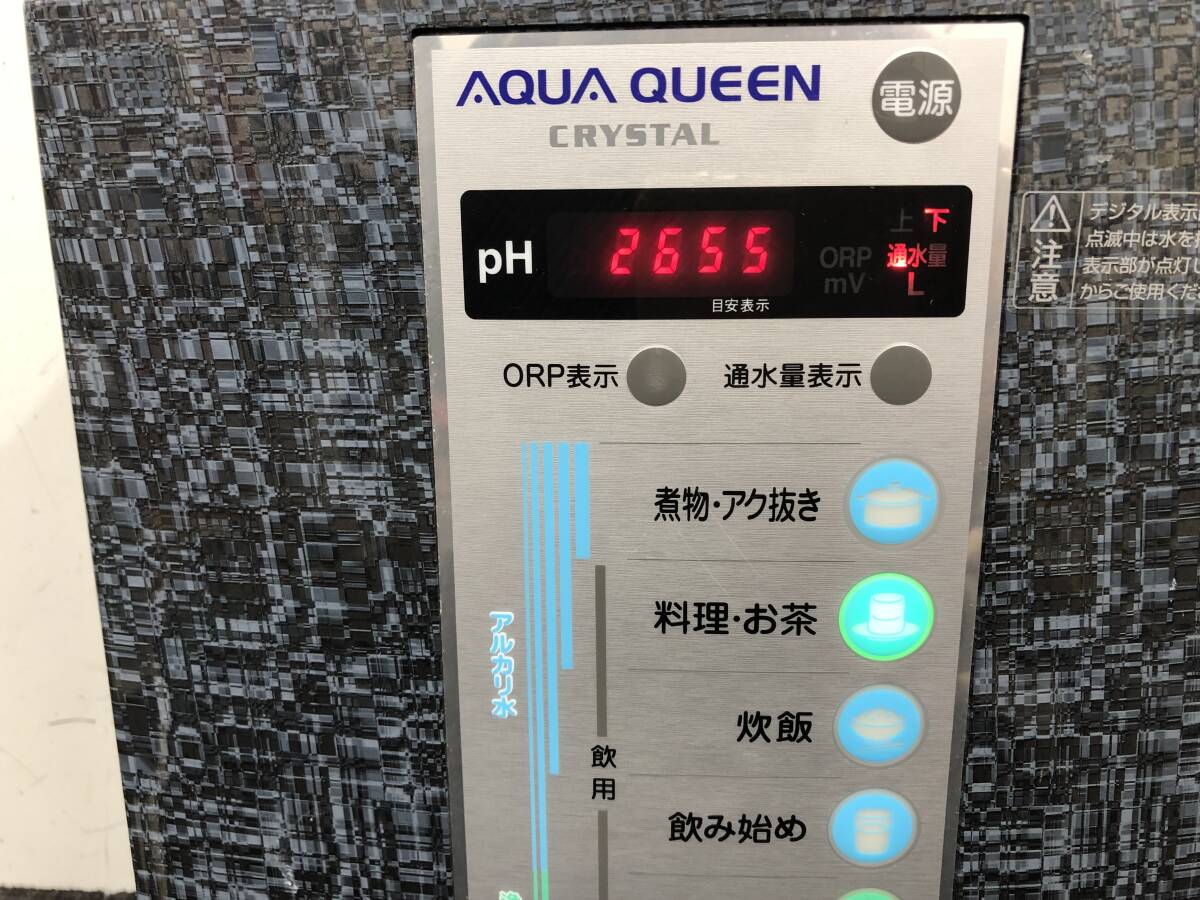 AQUA QUEEN
CRYSTAL
電源
pH
2655
上 下
ORP
mV
通水量
L
目安表示
ORP表示
通水量表示
注意
デジタル表示
点滅中は水を
表示部が点灯し
からご使用くだ
煮物・アク抜き
料理・お茶
炊飯
飲み始め
アルカリ水
飲用